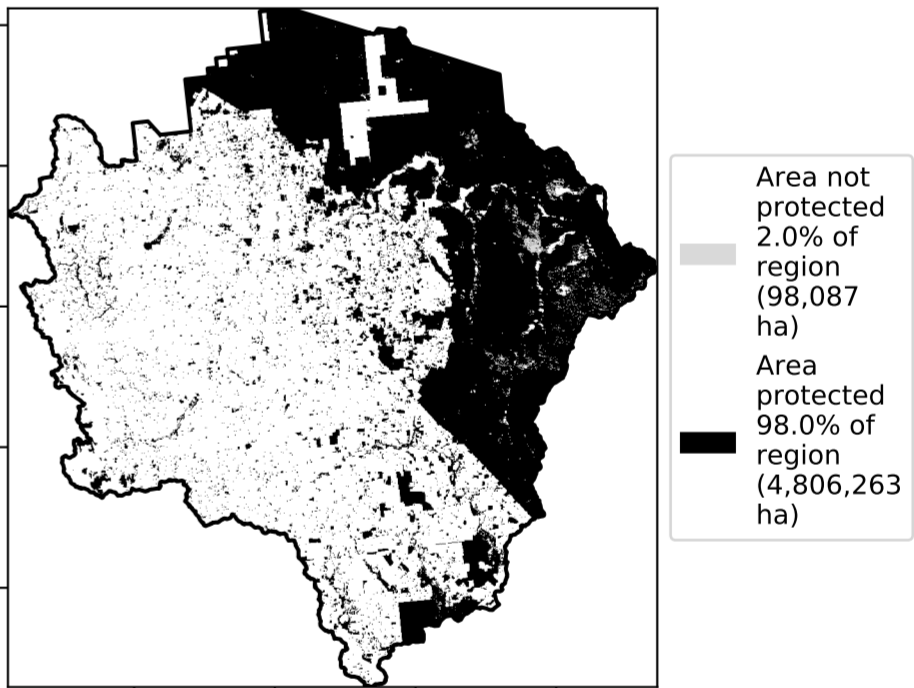 Area not
protected
2.0% of
region
(98,087
ha)
Area
protected
98.0% of
region
(4,806,263
ha)